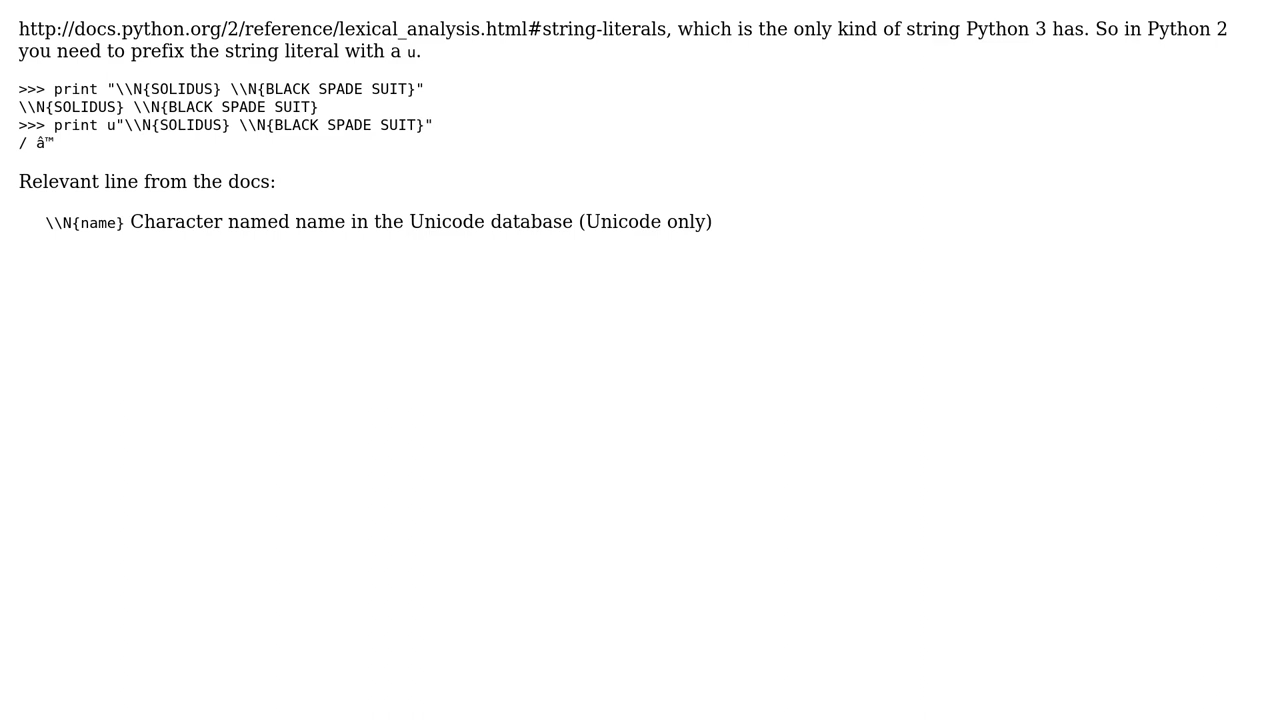 http://docs.python.org/2/reference/lexical_analysis.html#string-literals, which is the only kind of string Python 3 has. So in Python 2
you need to prefix the string literal with a u.
>>> print "\\N{SOLIDUS} \\N{BLACK SPADE SUIT}"
\\N{SOLIDUS} \\N{BLACK SPADE SUIT}
>>> print u"\\N{SOLIDUS} \\N{BLACK SPADE SUIT}"
/ â™
Relevant line from the docs:
\\N{name} Character named name in the Unicode database (Unicode only)